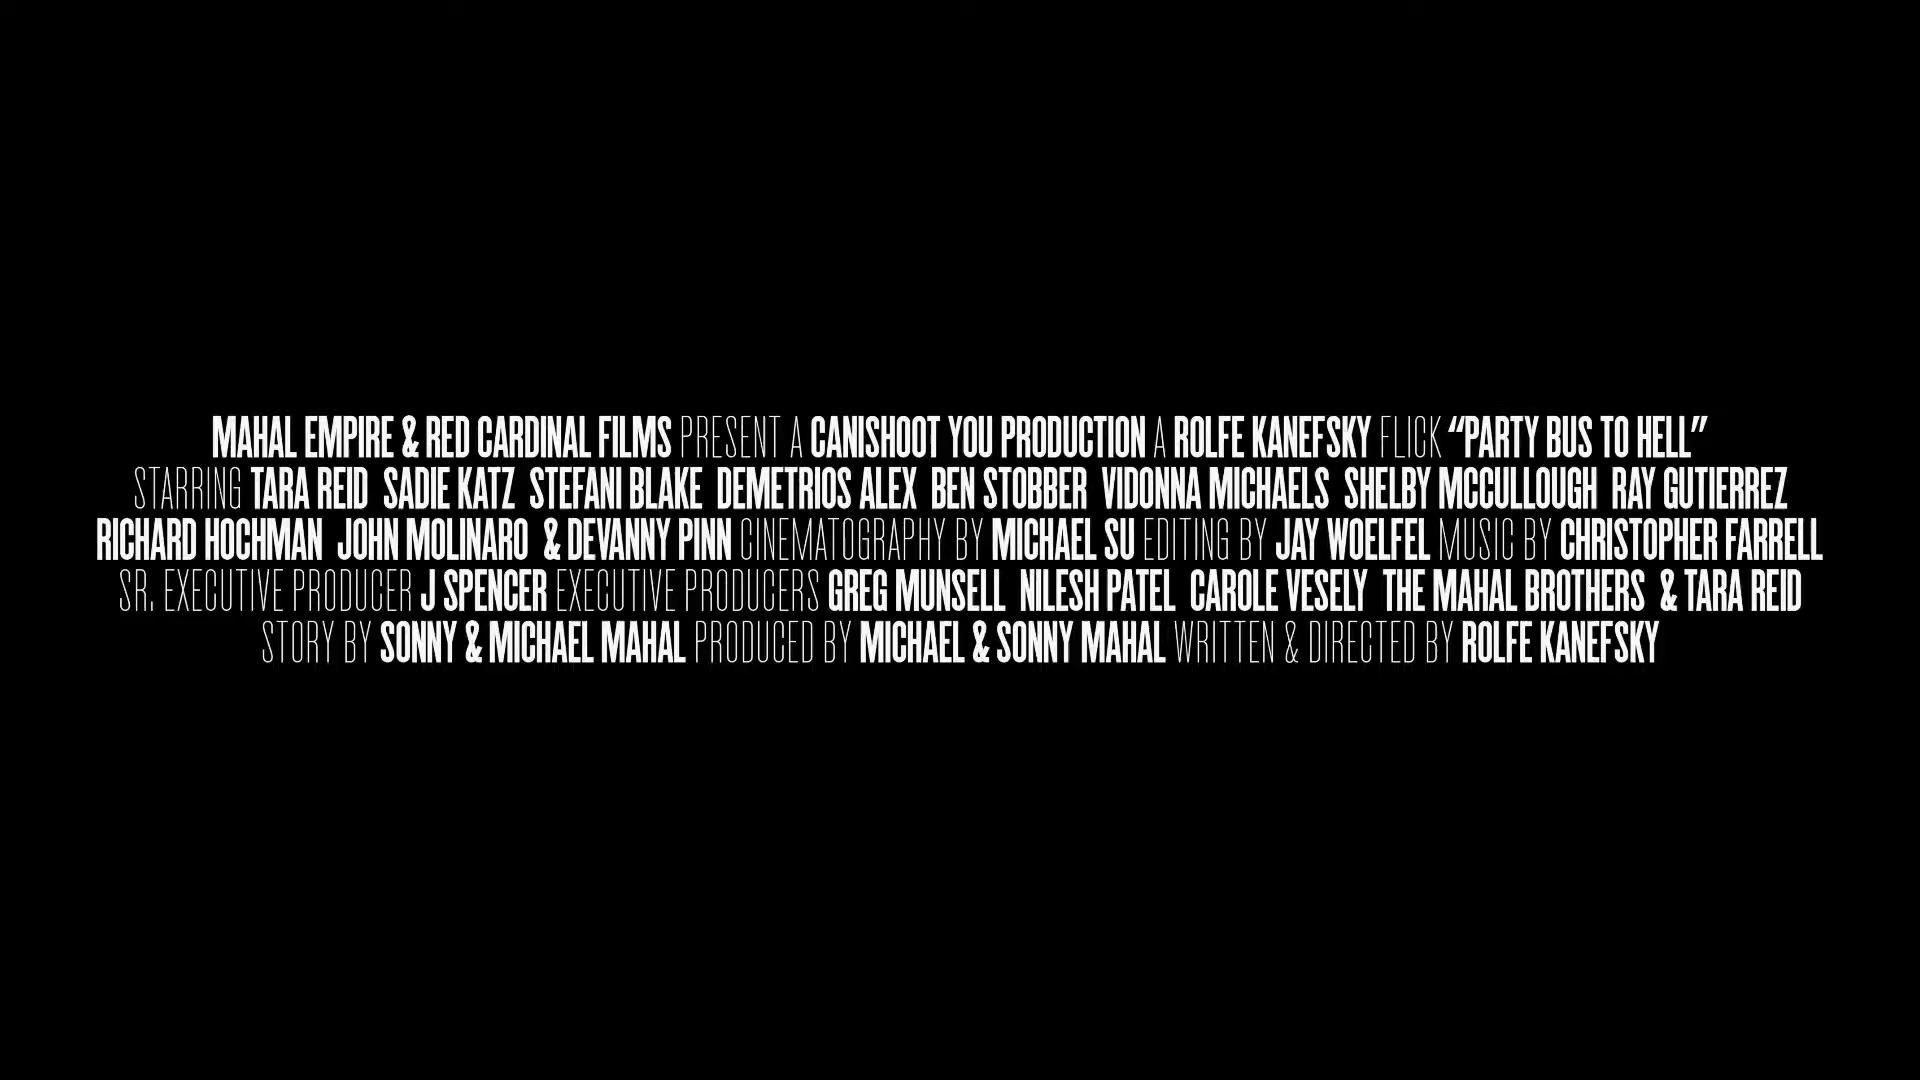 MAHAL EMPIRE & RED CARDINAL FILMS PRESENT A CANISHOOT YOU PRODUCTION A ROLFE KANEFSKY FLICK “PARTY BUS TO HELL”
STARRING TARA REID SADIE KATZ STEFANI BLAKE DEMETRIOS ALEX BEN STOBBER VIDONNA MICHAELS SHELBY MCCULLOUGH RAY GUTIERREZ
RICHARD HOCHMAN JOHN MOLINARO & DEVANNY PINN CINEMATOGRAPHY BY MICHAEL SU EDITING BY JAY WOELFEL MUSIC BY CHRISTOPHER FARRELL
SR. EXECUTIVE PRODUCER J SPENCER EXECUTIVE PRODUCERS GREG MUNSELL NILESH PATEL CAROLE VESELY THE MAHAL BROTHERS & TARA REID
STORY BY SONNY & MICHAEL MAHAL PRODUCED BY MICHAEL & SONNY MAHAL WRITTEN & DIRECTED BY ROLFE KANEFSKY